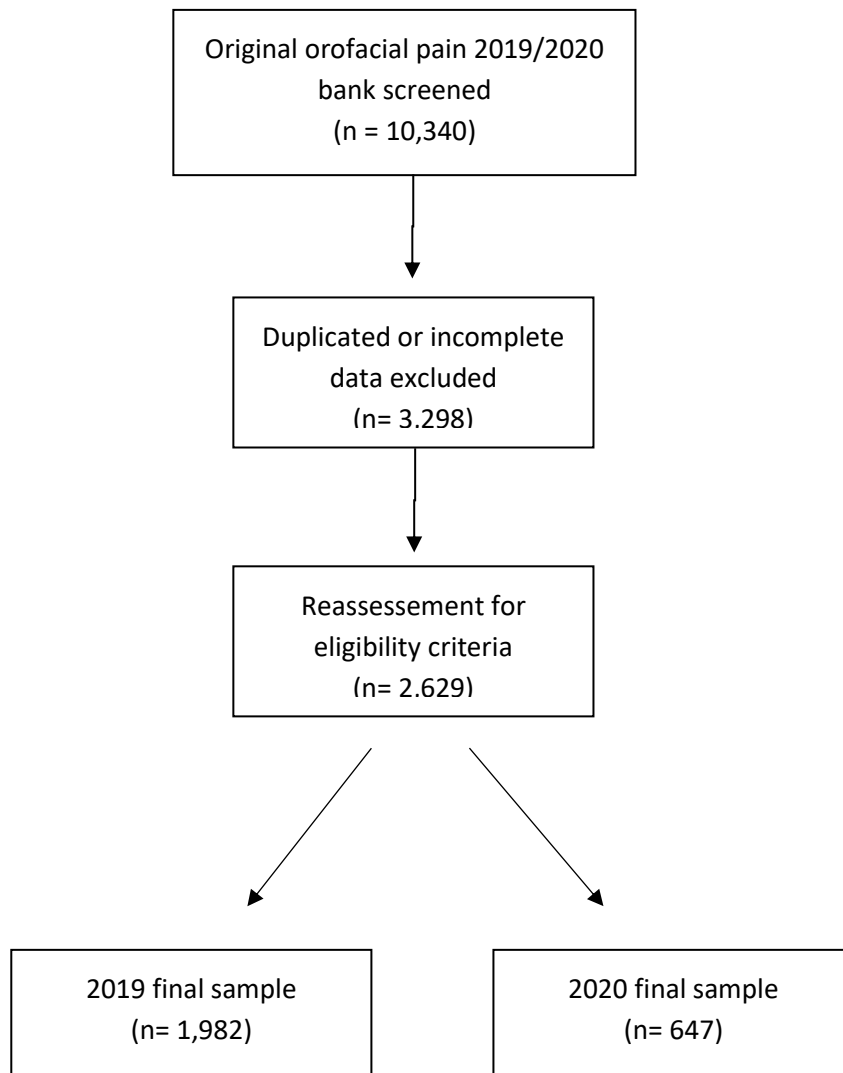 Original orofacial pain 2019/2020
bank screened
(n = 10,340)
Duplicated or incomplete
data excluded
(n= 3.298)
Reassessement for
eligibility criteria
(n= 2.629)
2019 final sample
(n= 1,982)
2020 final sample
(n= 647)